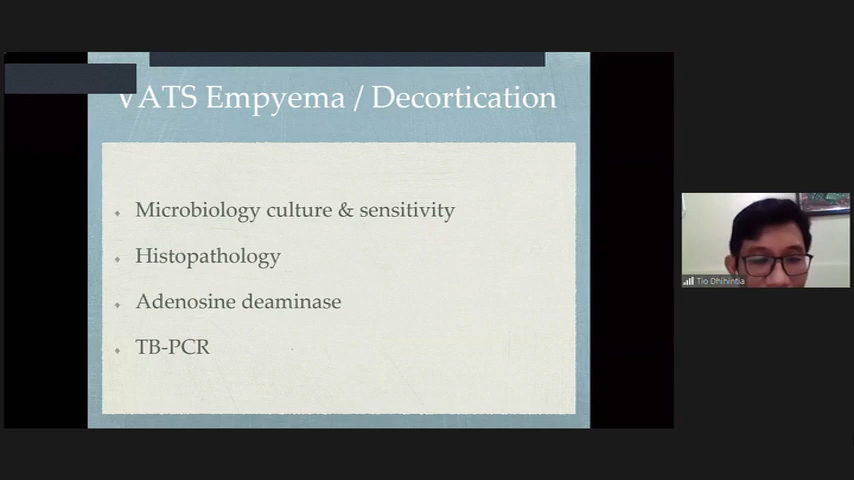 VATS Empyema / Decortication
Microbiology culture & sensitivity
Histopathology
Adenosine deaminase
TB-PCR
Tio Dhihintia